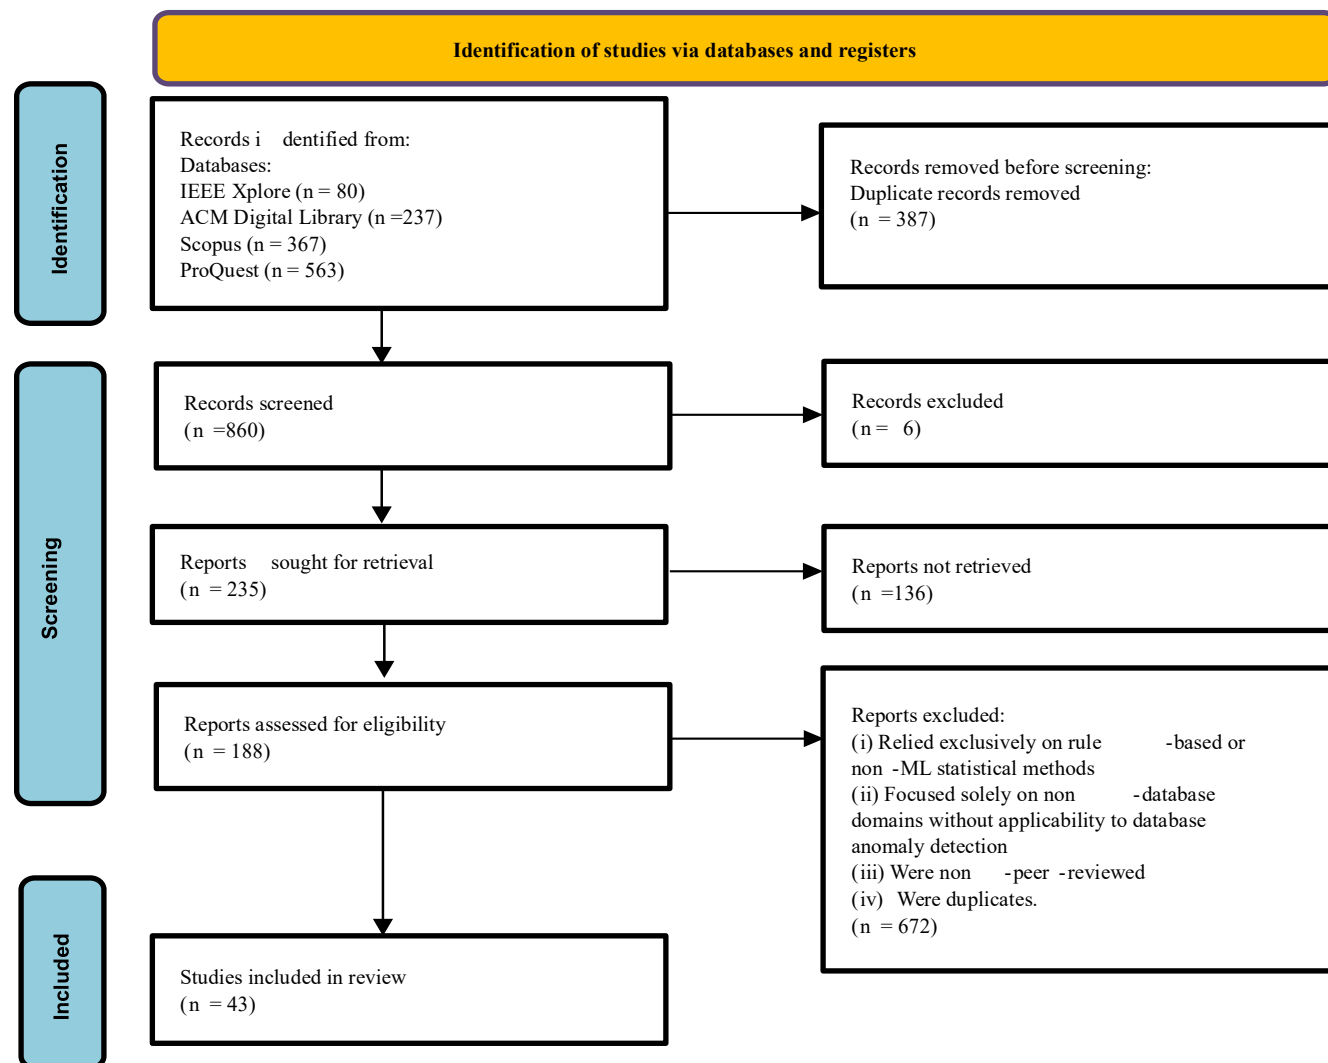 Identification of studies via databases and registers
Identification
Records i dentified from:
Databases:
IEEE Xplore (n = 80)
ACM Digital Library (n =237)
Scopus (n = 367)
ProQuest (n = 563)
Records removed before screening:
Duplicate records removed
(n = 387)
Screening
Records screened
(n =860)
Records excluded
(n = 6)
Reports sought for retrieval
(n = 235)
Reports not retrieved
(n =136)
Reports assessed for eligibility
(n = 188)
Reports excluded:
(i) Relied exclusively on rule -based or
non -ML statistical methods
(ii) Focused solely on non -database
domains without applicability to database
anomaly detection
(iii) Were non -peer -reviewed
(iv) Were duplicates.
(n = 672)
Included
Studies included in review
(n = 43)